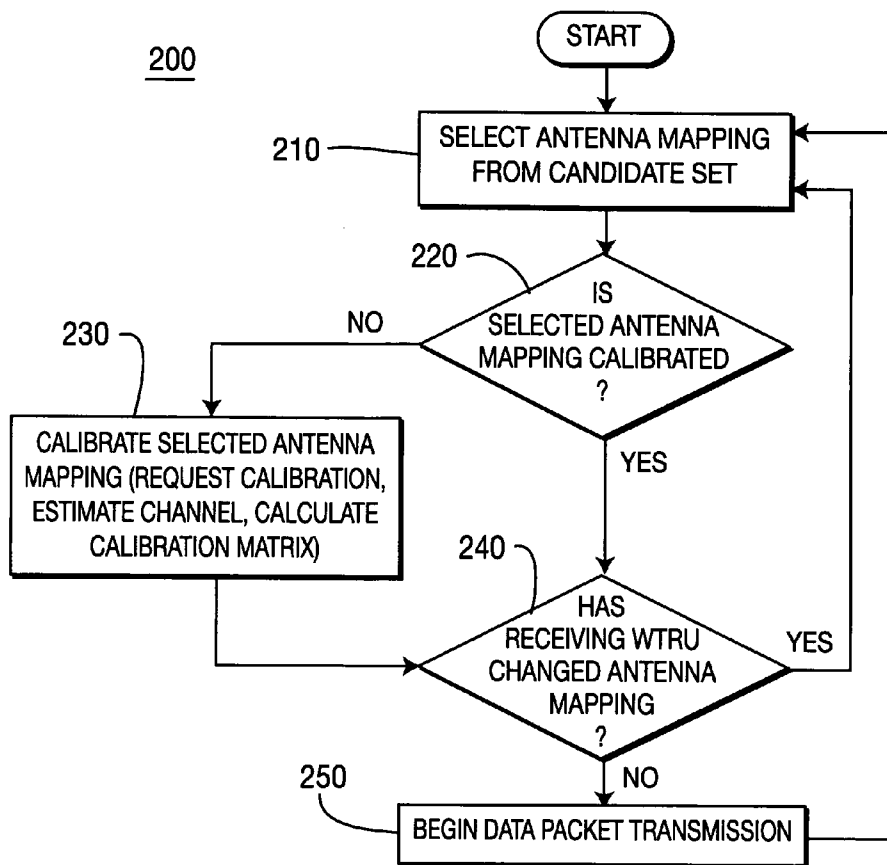 START
200
210
SELECT ANTENNA MAPPING
FROM CANDIDATE SET
220
IS
SELECTED ANTENNA
MAPPING CALIBRATED
?
NO
YES
230
CALIBRATE SELECTED ANTENNA
MAPPING (REQUEST CALIBRATION,
ESTIMATE CHANNEL, CALCULATE
CALIBRATION MATRIX)
240
HAS
RECEIVING WTRU
CHANGED ANTENNA
MAPPING
?
YES
NO
250
BEGIN DATA PACKET TRANSMISSION